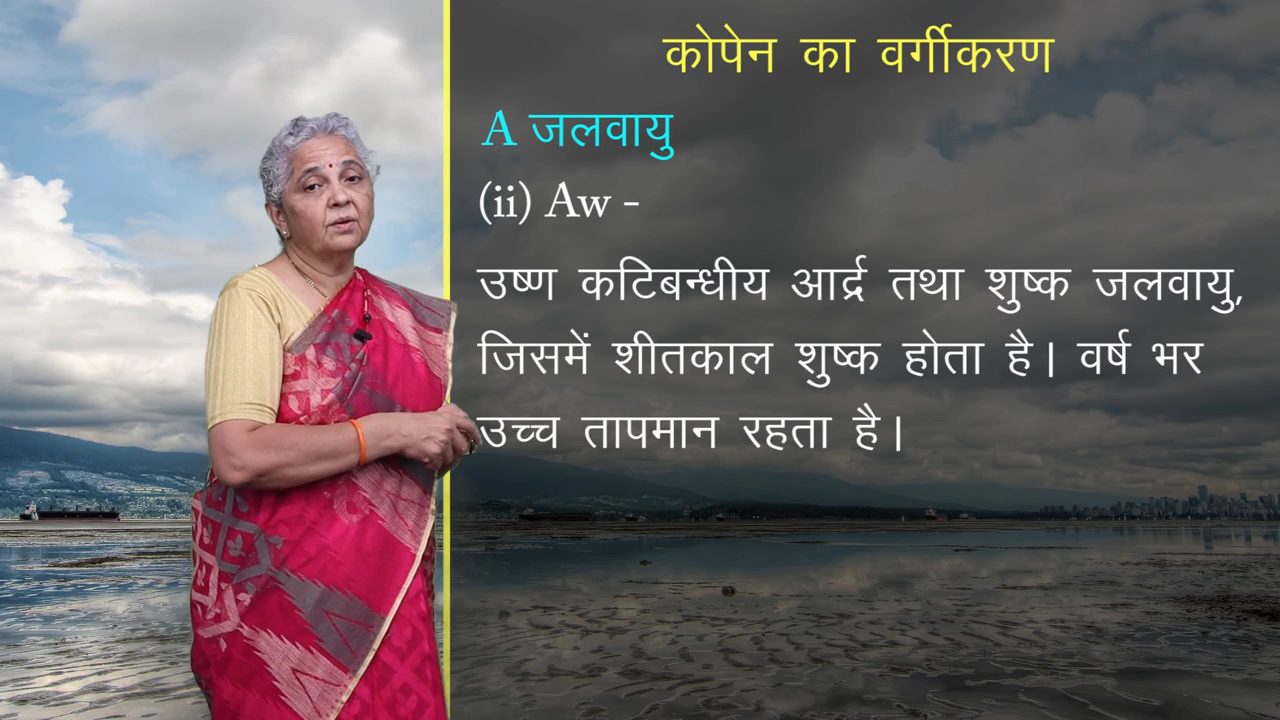 कोपेन का वर्गीकरण
A जलवायु
(ii) Aw -
उष्ण कटिबन्धीय आर्द्र तथा शुष्क जलवायु,
जिसमें शीतकाल शुष्क होता है। वर्ष भर
उच्च तापमान रहता है।